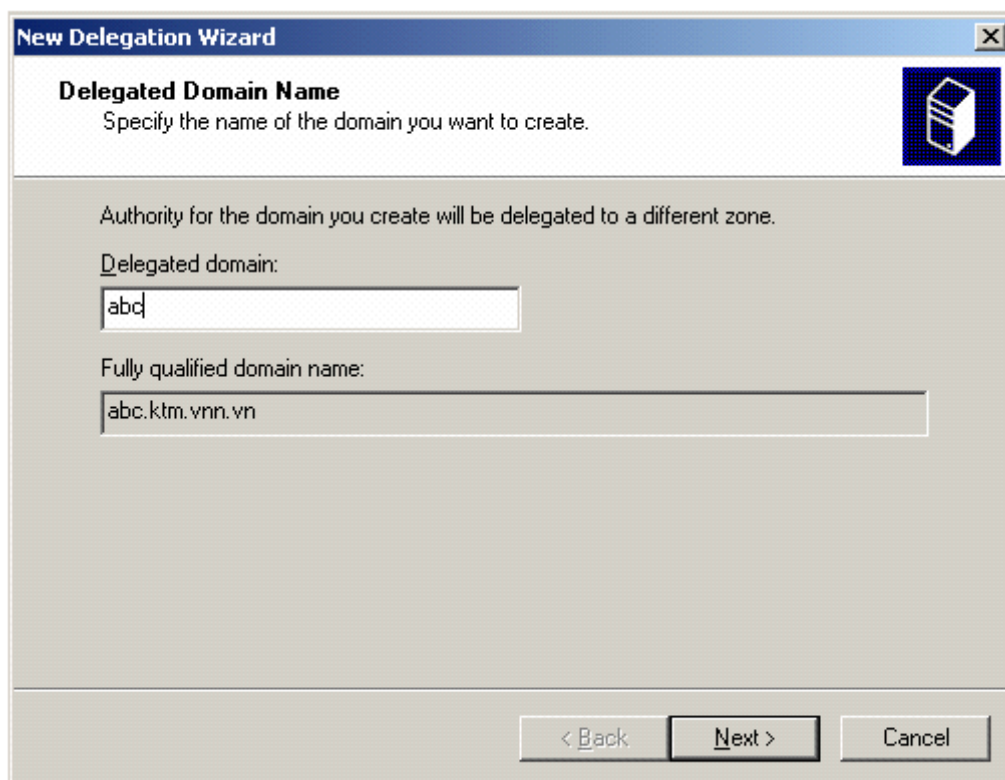 New Delegation Wizard
Delegated Domain Name
Specify the name of the domain you want to create.
Authority for the domain you create will be delegated to a different zone.
Delegated domain:
abc
Fully qualified domain name:
abc.ktm.vnn.vn
< Back Next > Cancel